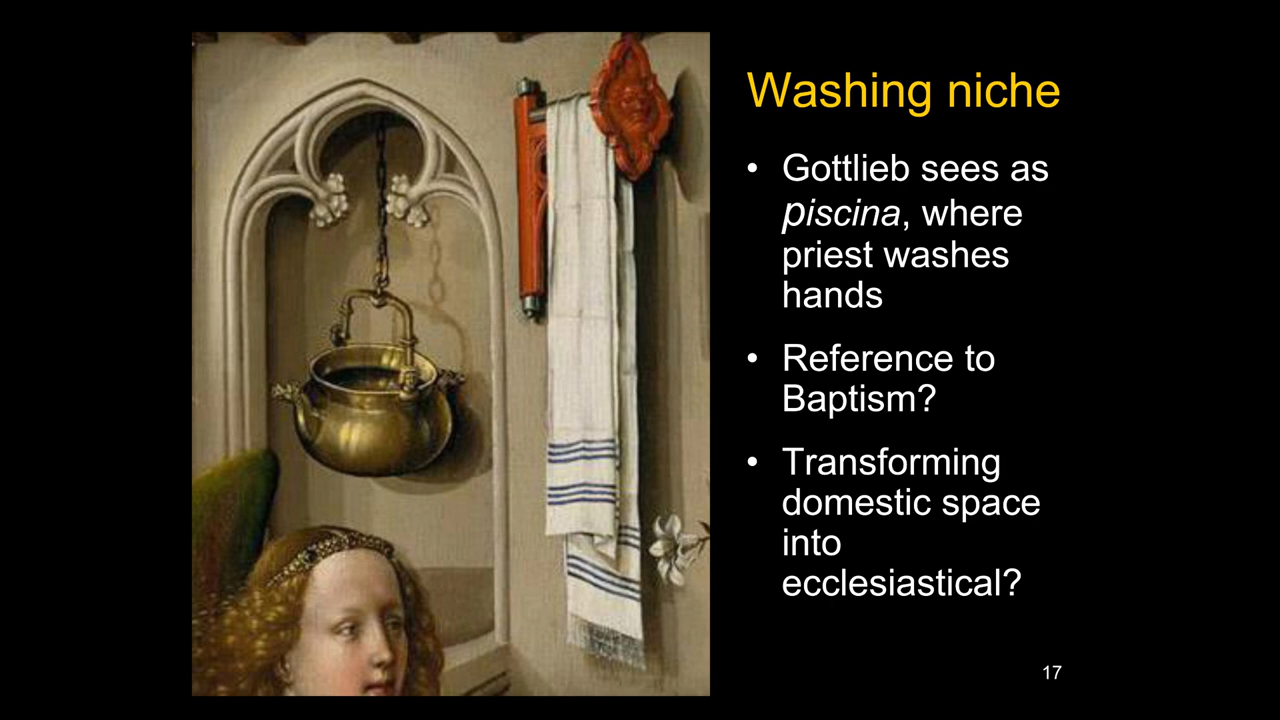 Washing niche
• Gottlieb sees as
piscina, where
priest washes
hands
• Reference to
Baptism?
• Transforming
domestic space
into
ecclesiastical?
17